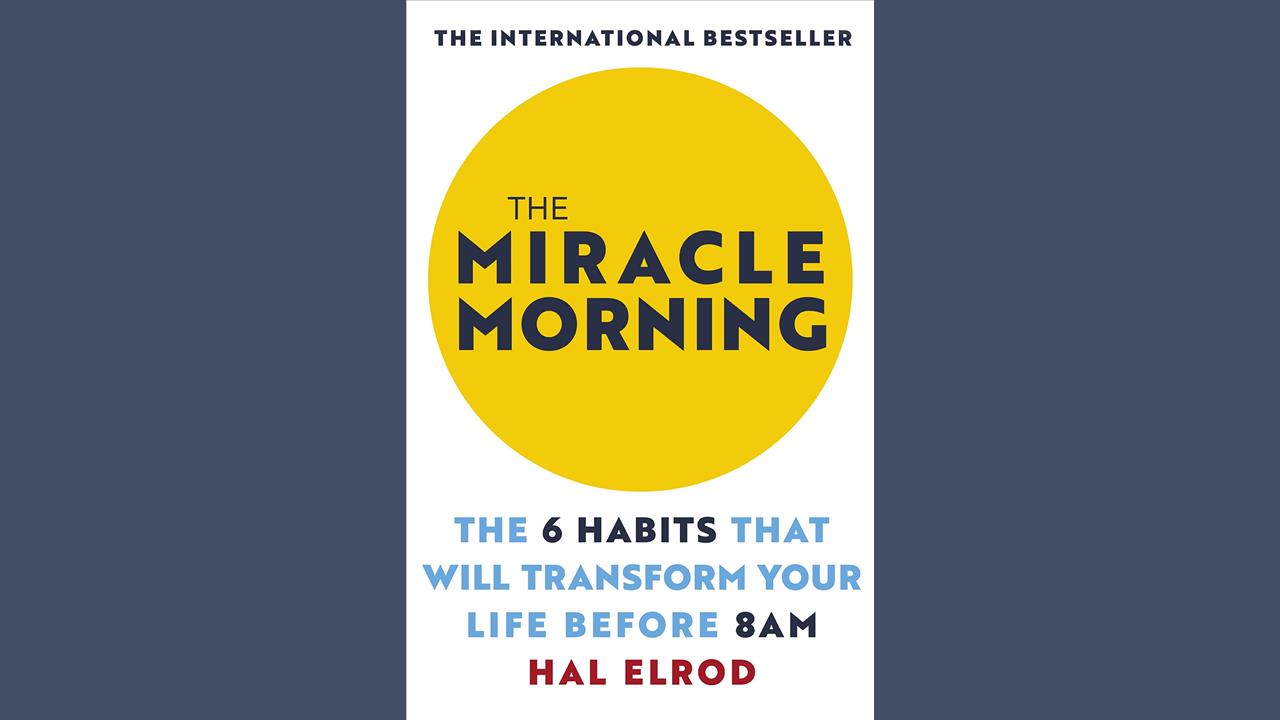 THE INTERNATIONAL BESTSELLER
THE
MIRACLE
MORNING
THE 6 HABITS THAT
WILL TRANSFORM YOUR
LIFE BEFORE 8AM
HAL ELROD